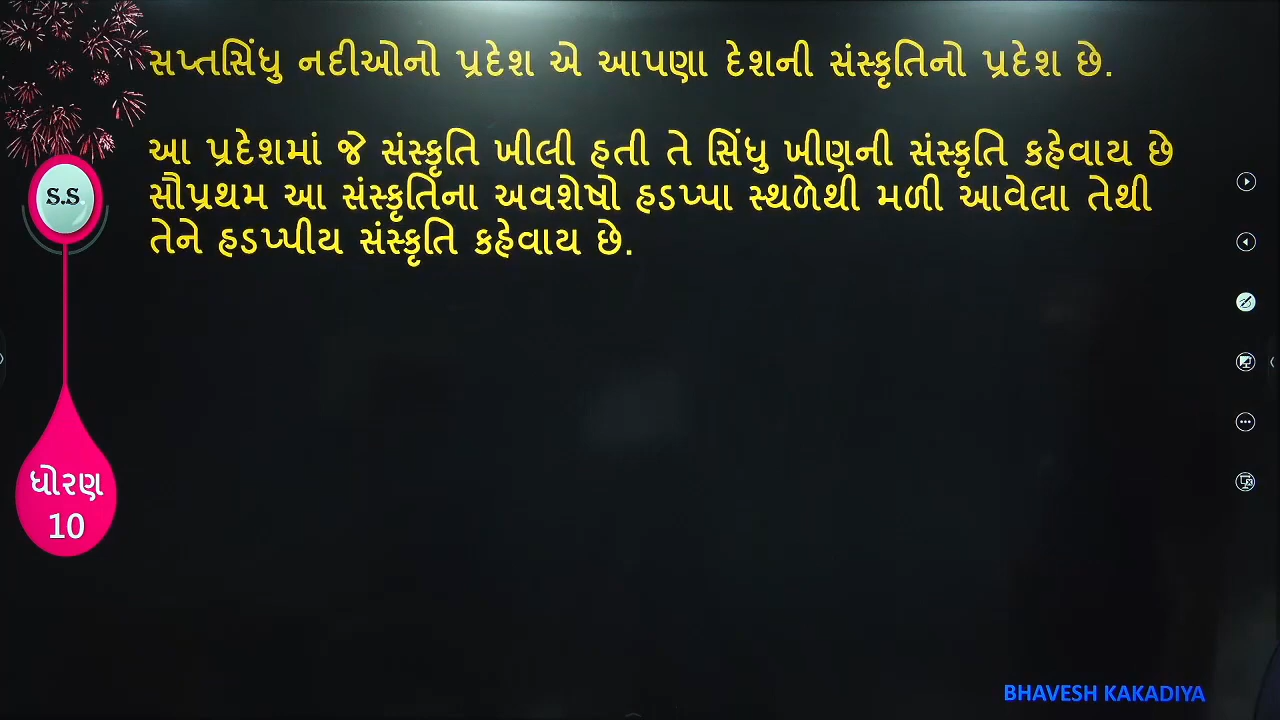 સપ્તસિંધુ નદીઓનો પ્રદેશ એ આપણા દેશની સંસ્કૃતિનો પ્રદેશ છે.
આ પ્રદેશમાં જે સંસ્કૃતિ ખીલી હતી તે સિંધુ ખીણની સંસ્કૃતિ કહેવાય છે
સૌપ્રથમ આ સંસ્કૃતિના અવશેષો હડપ્પા સ્થળેથી મળી આવેલા તેથી
તેને હડપ્પીય સંસ્કૃતિ કહેવાય છે.
S.S.
ધોરણ
10
BHAVESH KAKADIYA